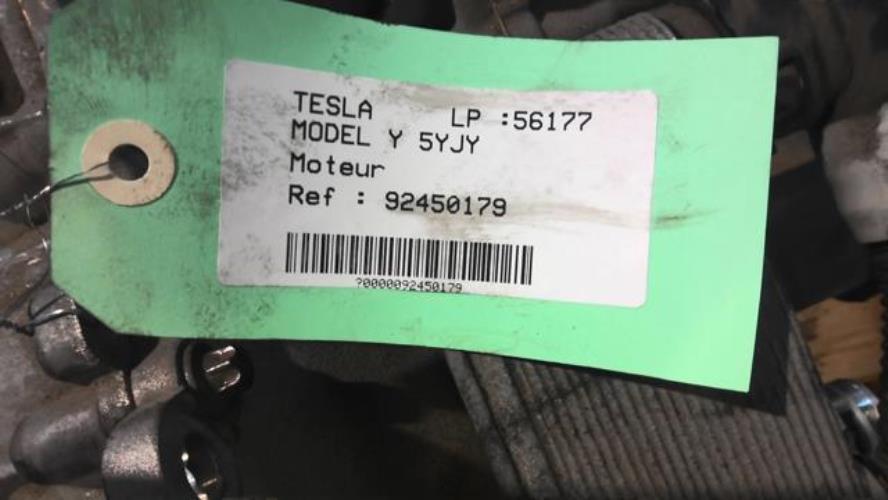 TESLA LP :56177
MODEL Y 5YJY
Moteur
Ref : 92450179
?0000092450179